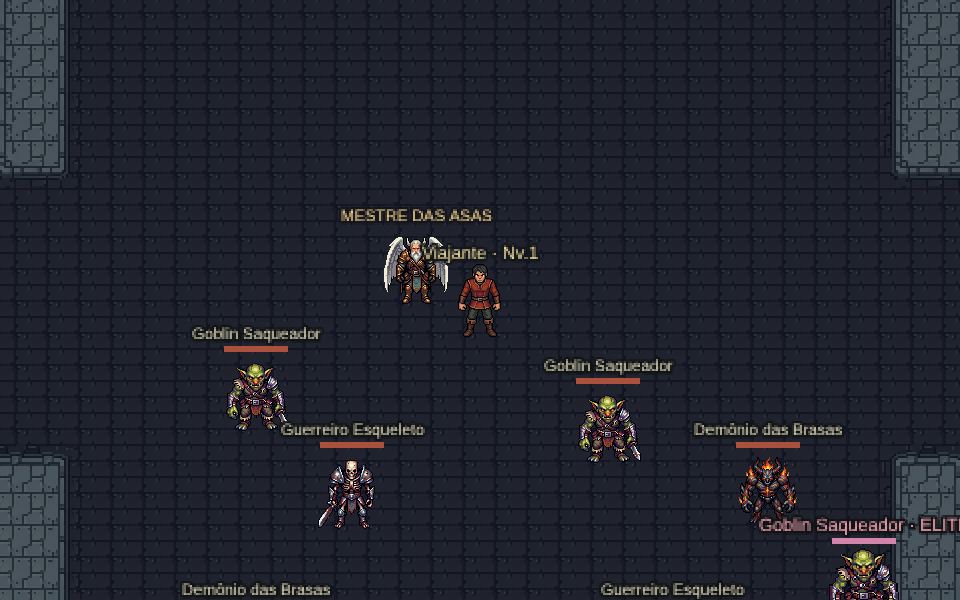 MESTRE DAS ASAS
Viajante · Nv.1
Goblin Saqueador
Goblin Saqueador
Guerreiro Esqueleto
Demônio das Brasas
Goblin Saqueador · ELIT
Demônio das Brasas
Guerreiro Esqueleto